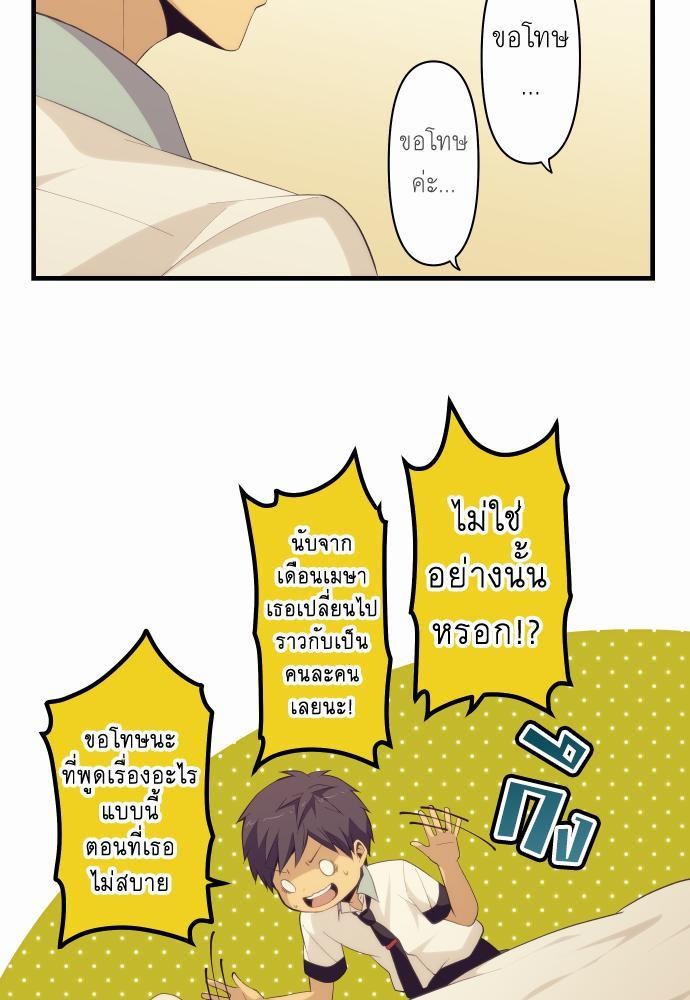 ขอโทษ
...
ขอโทษ
ค่ะ...
ไม่ใช่
อย่างนั้น
หรอก!?
นับจาก
เดือนเมษา
เธอเปลี่ยนไป
ราวกับเป็น
คนละคน
เลยนะ!
ขอโทษนะ
ที่พูดเรื่องอะไร
แบบนี้
ตอนที่เธอ
ไม่สบาย